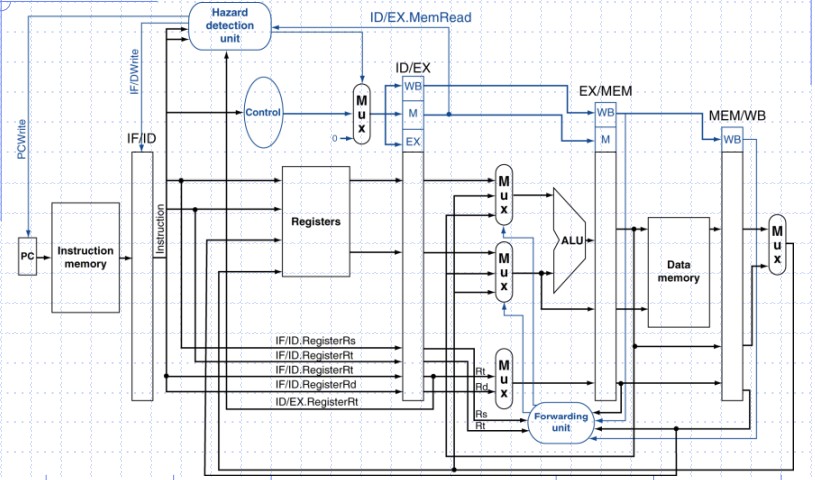 Hazard
detection
unit
ID/EX.MemRead
IF/DWrite
PCWrite
IF/ID
Control
0
Mux
ID/EX
WB
M
EX
EX/MEM
WB
M
MEM/WB
WB
PC
Instruction
memory
Instruction
Registers
Mux
Mux
ALU
Data
memory
Mux
IF/ID.RegisterRs
IF/ID.RegisterRt
IF/ID.RegisterRt
IF/ID.RegisterRd
ID/EX.RegisterRt
Rt
Rd
Mux
Rs
Rt
Forwarding
unit